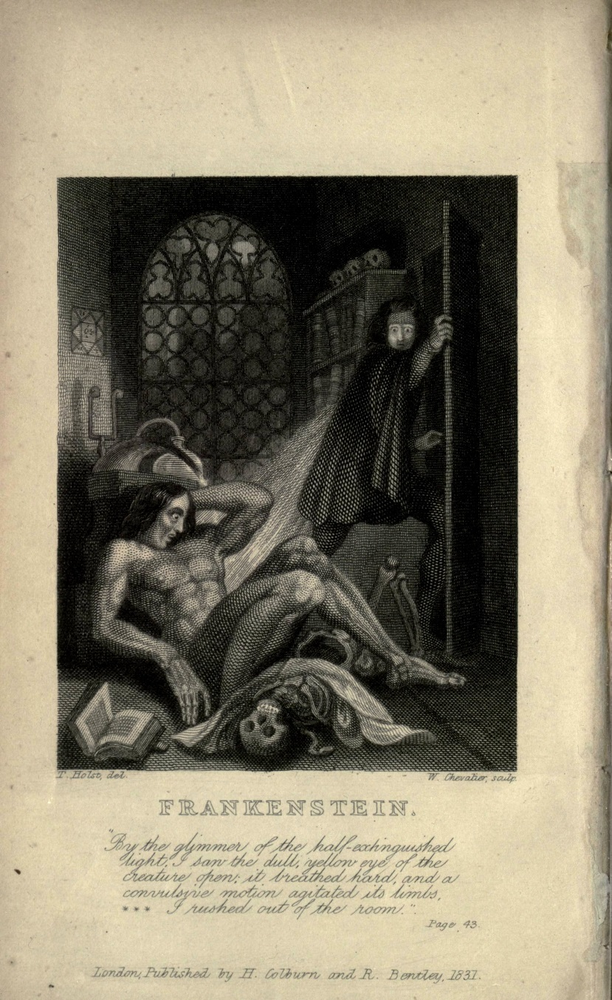 T. Holst, del.
W. Chevalier, sculp.
FRANKENSTEIN.
"By the glimmer of the half-extinguished
light, I saw the dull, yellow eye of the
creature open; it breathed hard, and a
convulsive motion agitated its limbs,
*** I rushed out of the room."
Page 43.
London, Published by H. Colburn and R. Bentley, 1831.